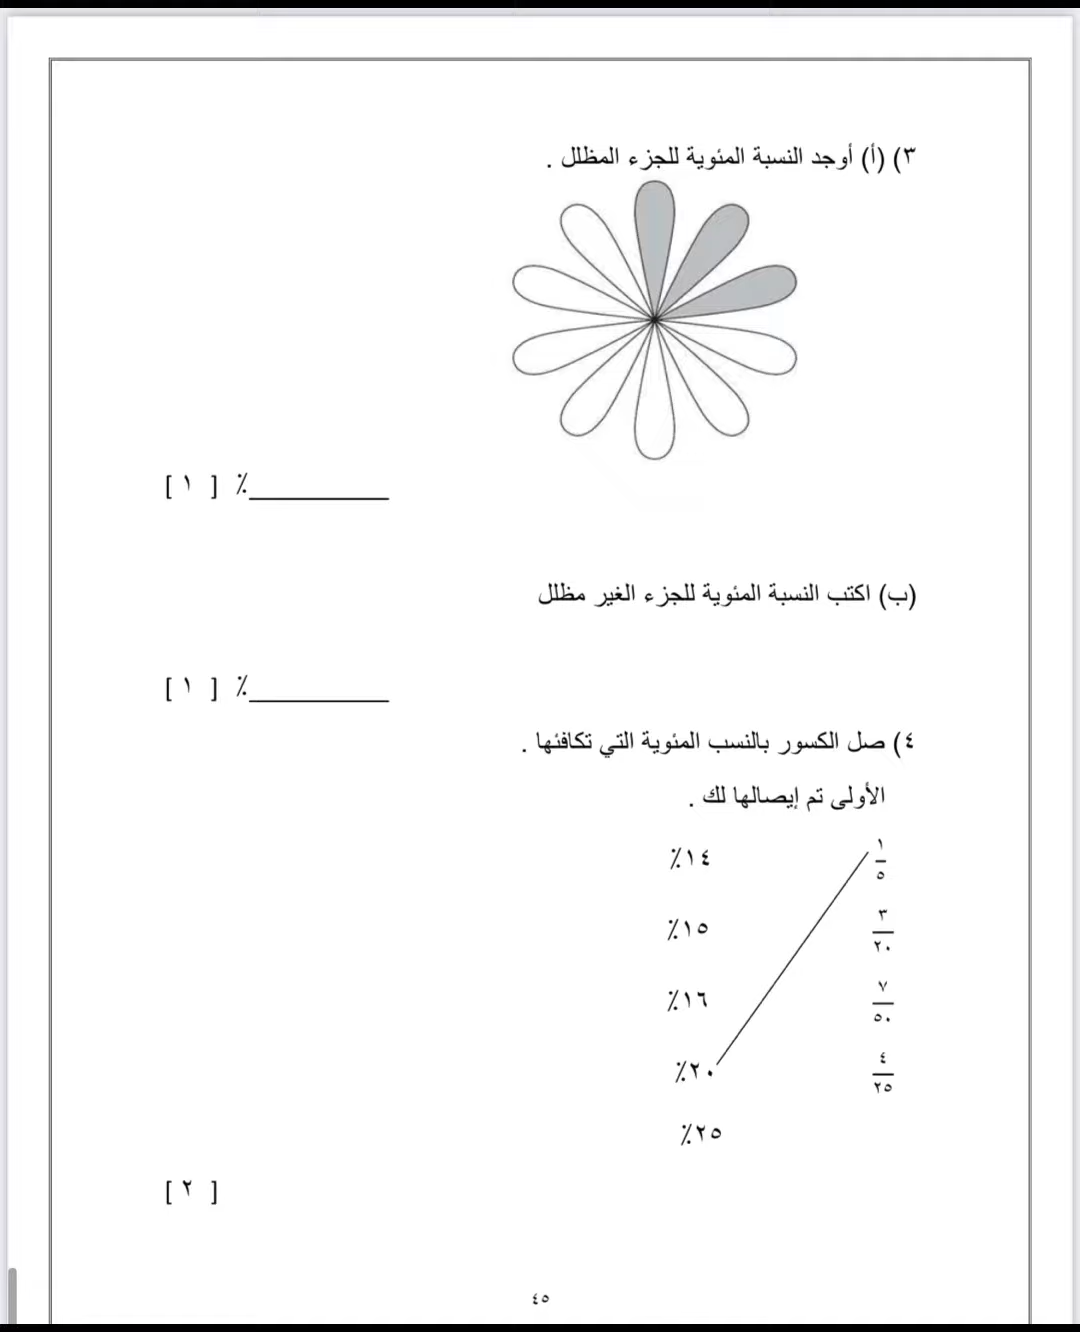 ٣) (أ) أوجد النسبة المئوية للجزء المظلل .
٪__________ [ ١ ]
(ب) اكتب النسبة المئوية للجزء الغير مظلل
٪__________ [ ١ ]
٤) صل الكسور بالنسب المئوية التي تكافئها .
الأولى تم إيصالها لك .
١/٥ ١٤٪
٣/٢٠ ١٥٪
٧/٥٠ ١٦٪
٤/٢٥ ٢٠٪
٢٥٪
[ ٢ ]
٤٥